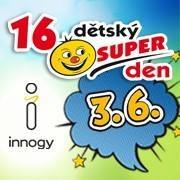 16 dětský
SUPER
den
innogy
3.6.